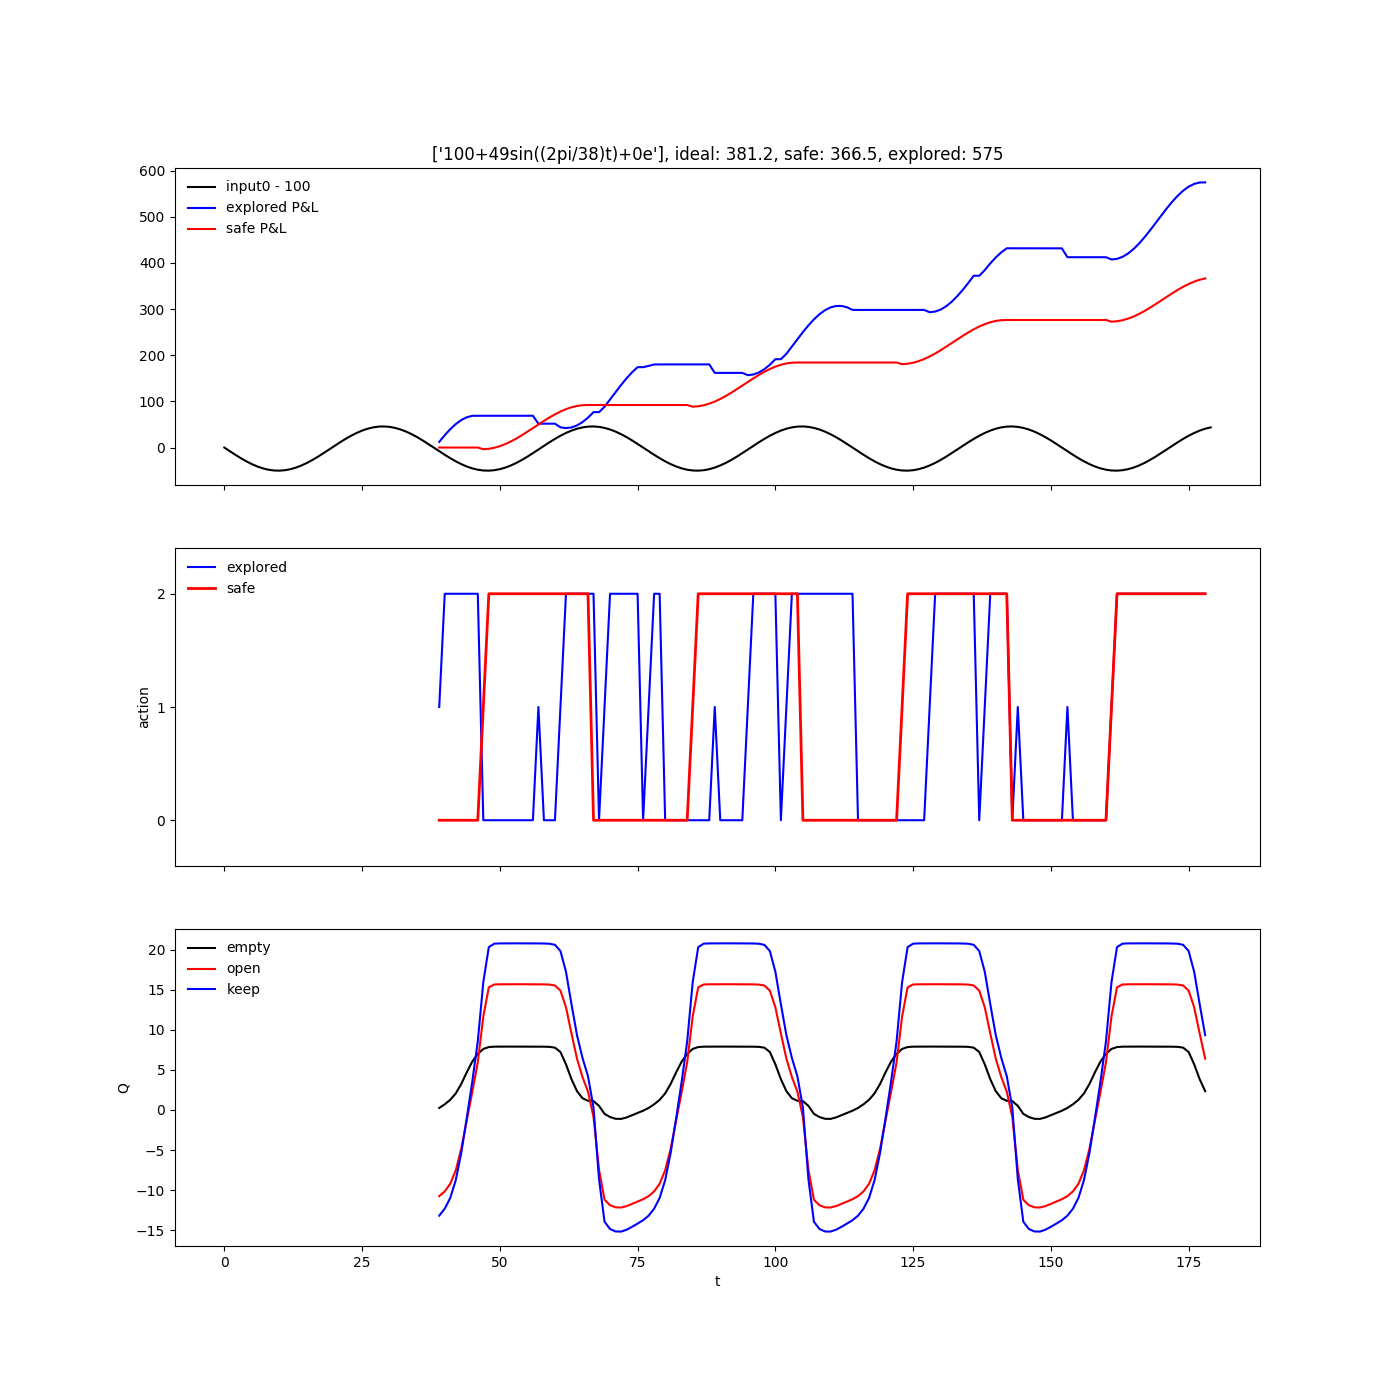 ['100+49sin((2pi/38)t)+0e'], ideal: 381.2, safe: 366.5, explored: 575
600
500
400
300
200
100
0
input0 - 100
explored P&L
safe P&L
action
2
1
0
explored
safe
Q
20
15
10
5
0
−5
−10
−15
empty
open
keep
0 25 50 75 100 125 150 175
t